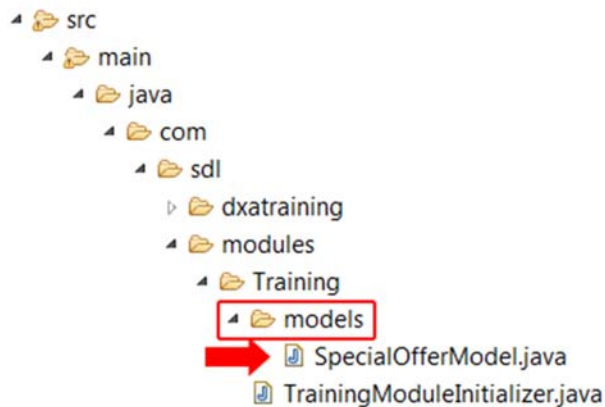 src
main
java
com
sdl
dxatraining
modules
Training
models
SpecialOfferModel.java
TrainingModuleInitializer.java